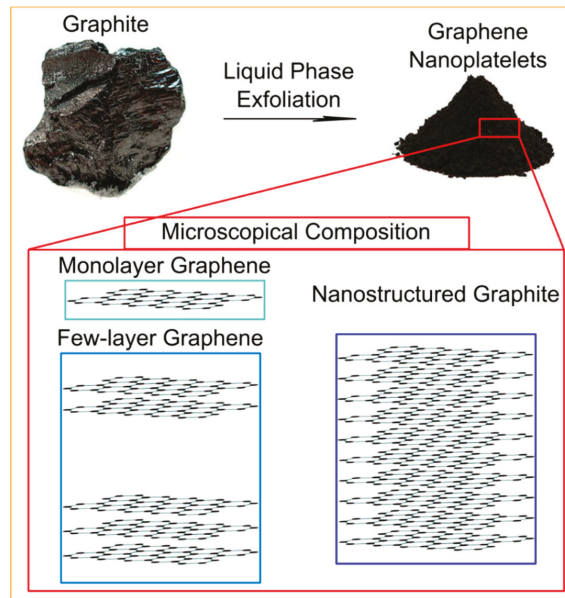 Graphite
Liquid Phase
Exfoliation
Graphene
Nanoplatelets
Microscopical Composition
Monolayer Graphene
Few-layer Graphene
Nanostructured Graphite